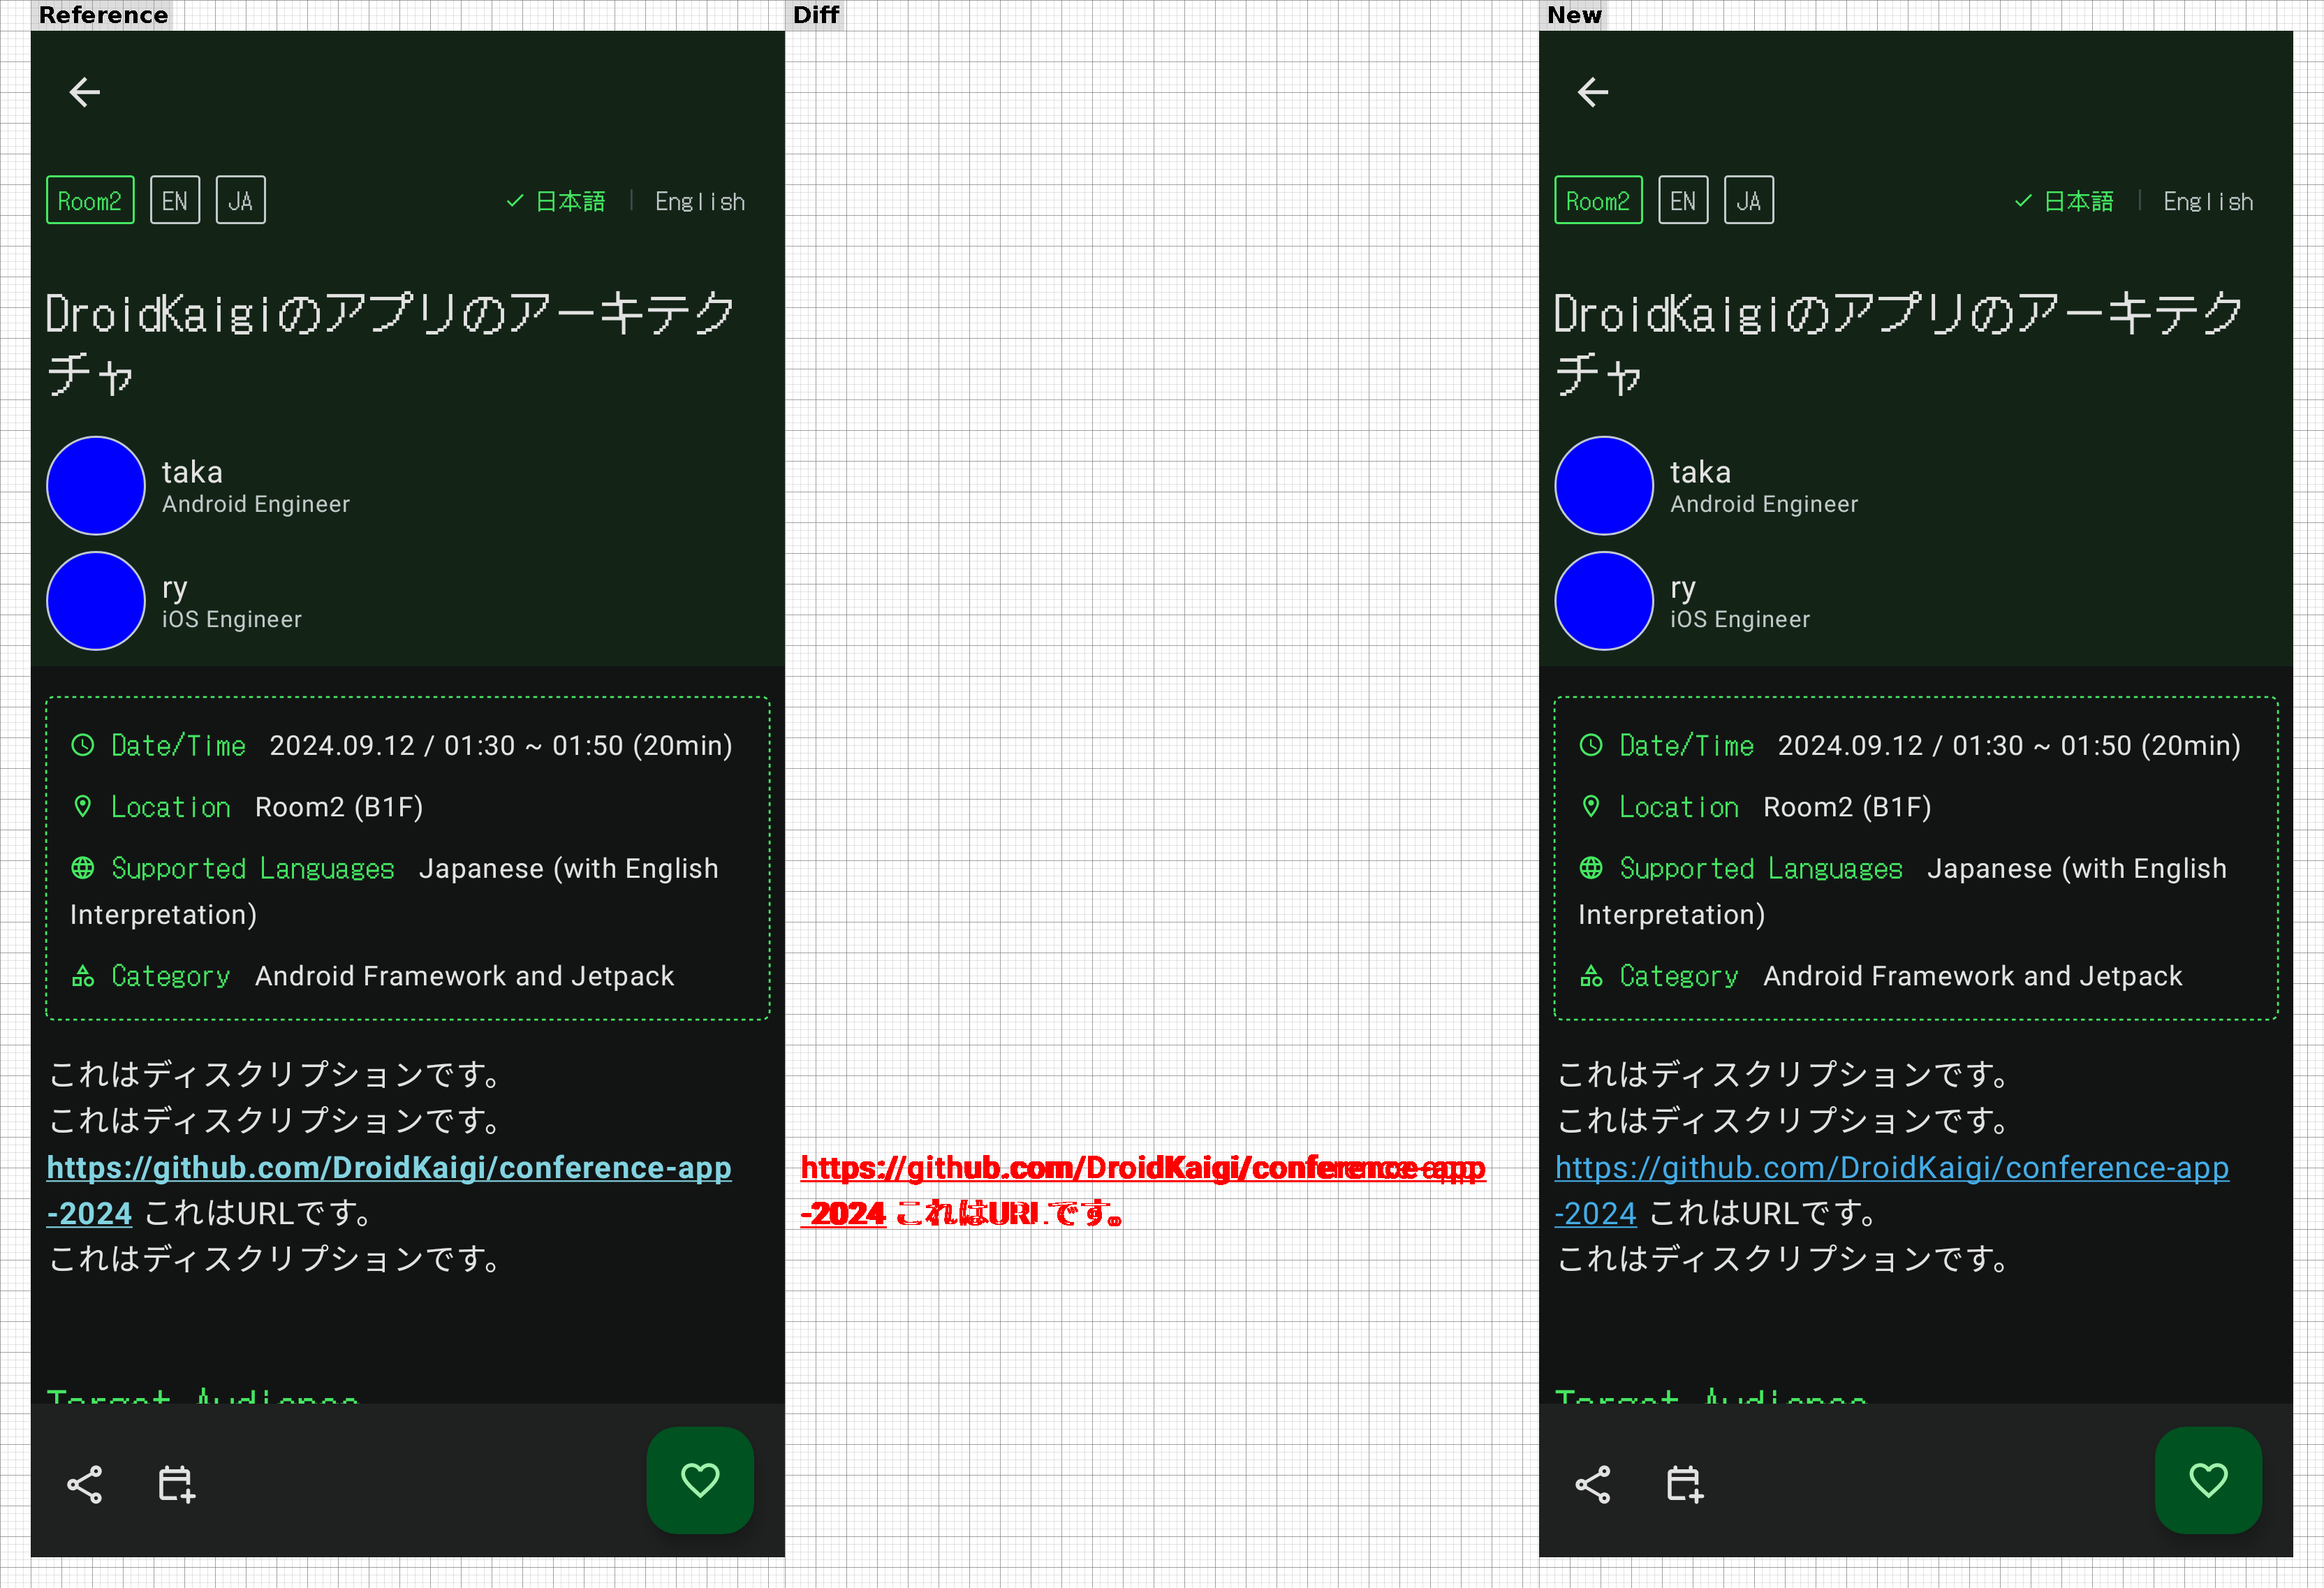 Reference
Room2 EN JA 日本語 English
DroidKaigiのアプリのアーキテク
チャ
taka
Android Engineer
ry
iOS Engineer
Date/Time 2024.09.12 / 01:30 ~ 01:50 (20min)
Location Room2 (B1F)
Supported Languages Japanese (with English
Interpretation)
Category Android Framework and Jetpack
これはディスクリプションです。
これはディスクリプションです。
https://github.com/DroidKaigi/conference-app
-2024 これはURLです。
これはディスクリプションです。
Target Audience
Diff
https://github.com/DroidKaigi/conference-app
-2024 これはURLです。
New
Room2 EN JA 日本語 English
DroidKaigiのアプリのアーキテク
チャ
taka
Android Engineer
ry
iOS Engineer
Date/Time 2024.09.12 / 01:30 ~ 01:50 (20min)
Location Room2 (B1F)
Supported Languages Japanese (with English
Interpretation)
Category Android Framework and Jetpack
これはディスクリプションです。
これはディスクリプションです。
https://github.com/DroidKaigi/conference-app
-2024 これはURLです。
これはディスクリプションです。
Target Audience